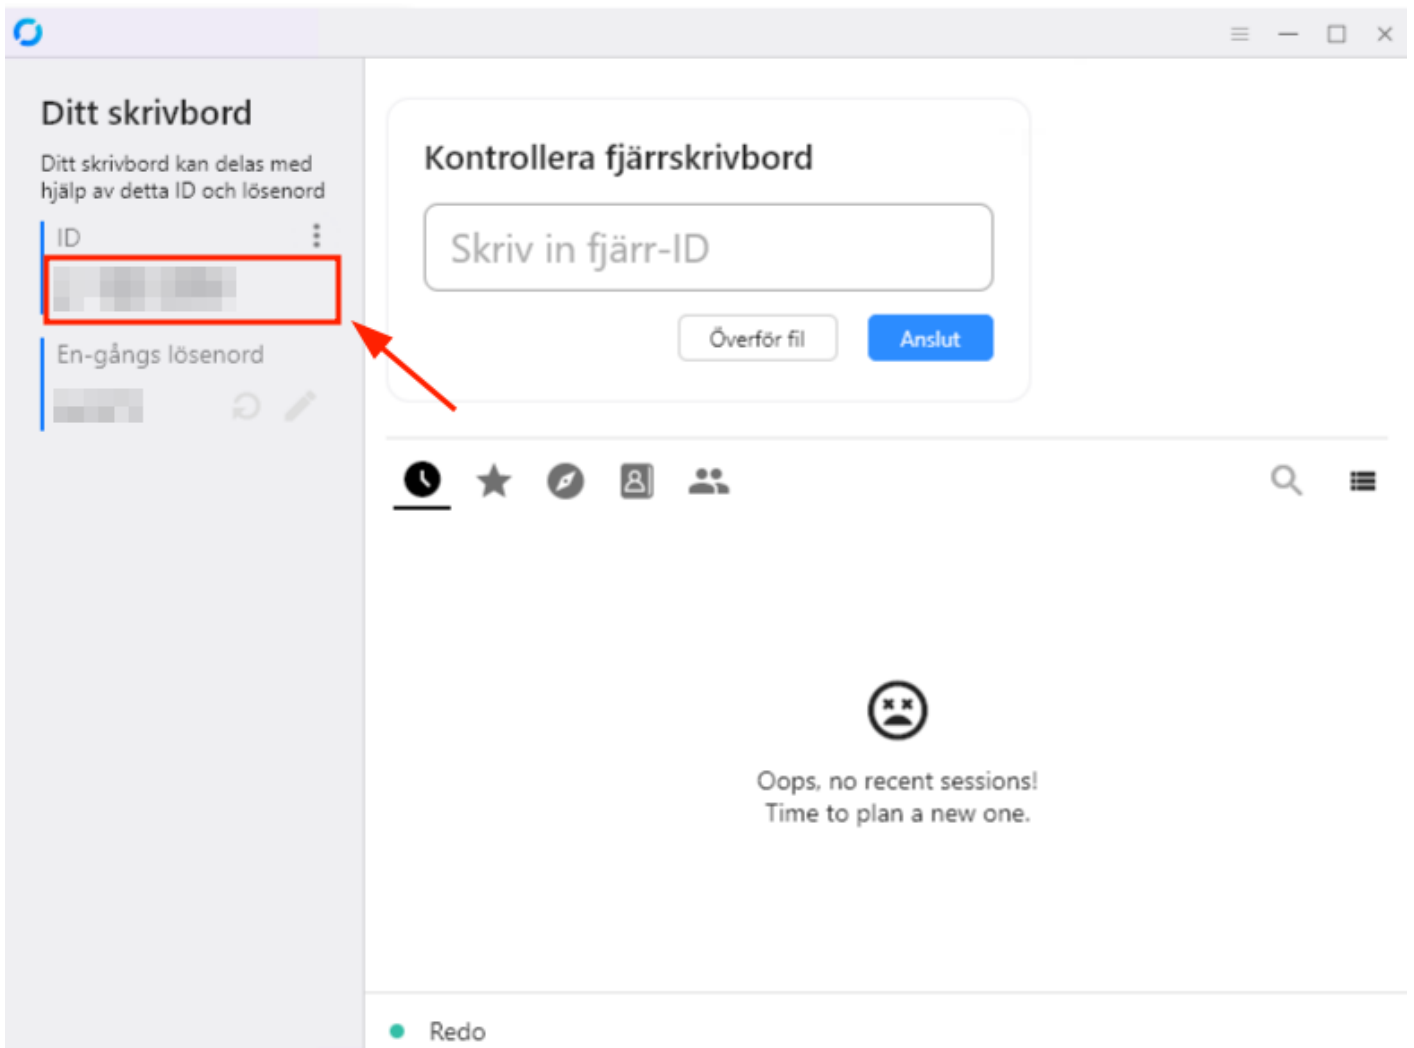 Ditt skrivbord
Ditt skrivbord kan delas med
hjälp av detta ID och lösenord
ID
En-gångs lösenord
Kontrollera fjärrskrivbord
Skriv in fjärr-ID
Överför fil
Anslut
Oops, no recent sessions!
Time to plan a new one.
Redo